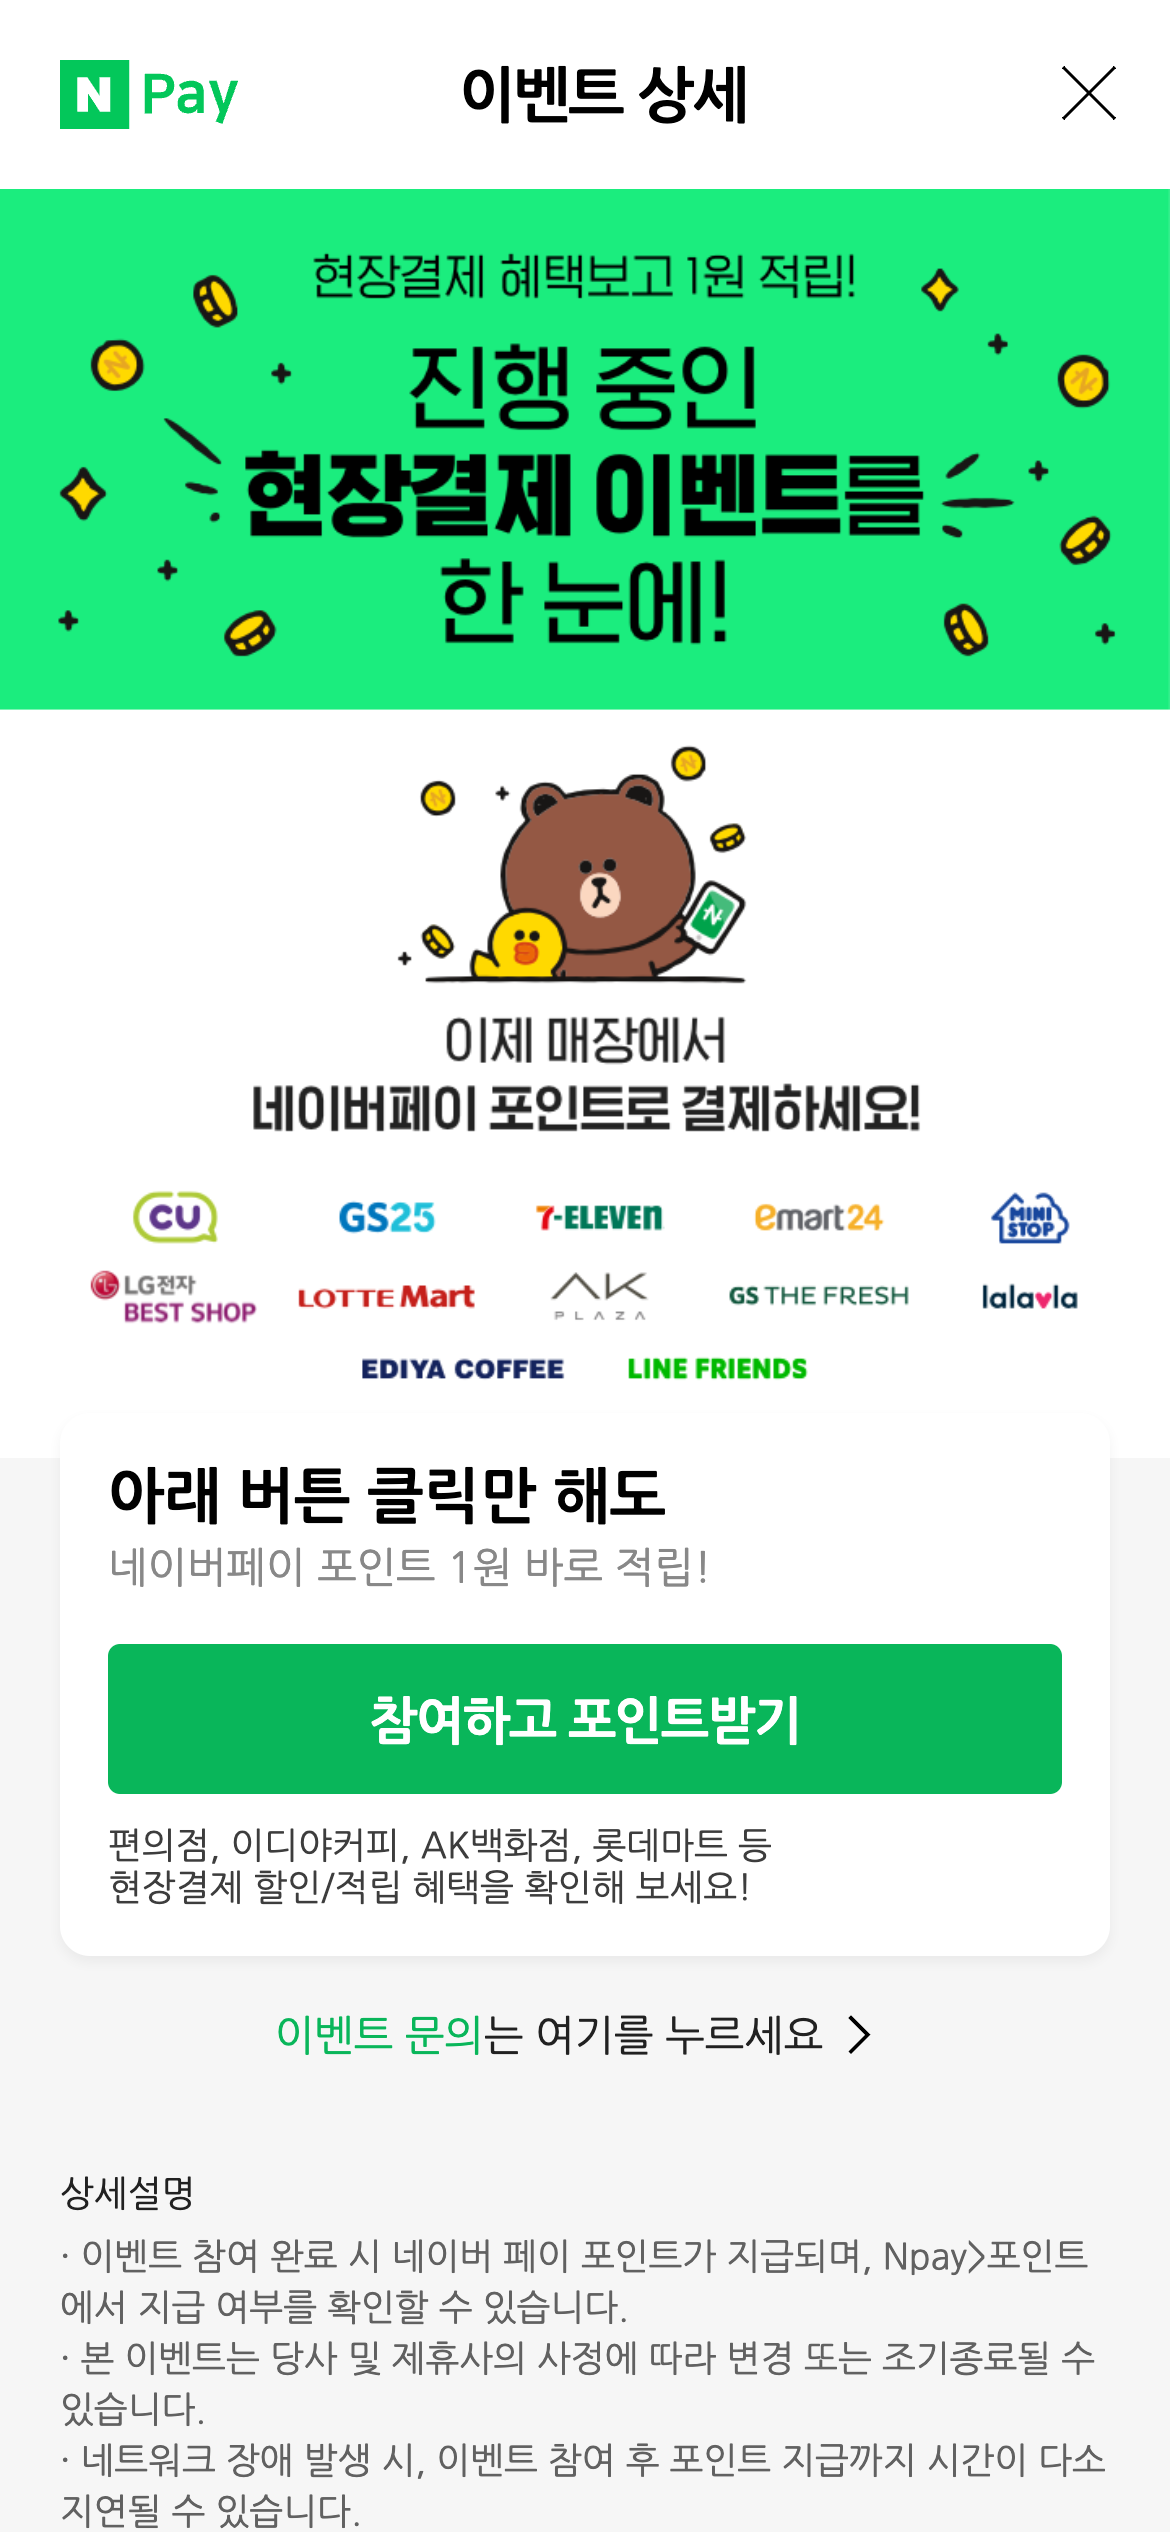 N Pay
이벤트 상세
현장결제 혜택보고 1원 적립!
진행 중인
현장결제 이벤트를
한 눈에!
이제 매장에서
네이버페이 포인트로 결제하세요!
CU GS25 7-ELEVEN emart24 MINI STOP
LG전자 BEST SHOP LOTTE Mart AK PLAZA GS THE FRESH lalavla
EDIYA COFFEE LINE FRIENDS
아래 버튼 클릭만 해도
네이버페이 포인트 1원 바로 적립!
참여하고 포인트받기
편의점, 이디야커피, AK백화점, 롯데마트 등
현장결제 할인/적립 혜택을 확인해 보세요!
이벤트 문의는 여기를 누르세요 >
상세설명
· 이벤트 참여 완료 시 네이버 페이 포인트가 지급되며, Npay>포인트
에서 지급 여부를 확인할 수 있습니다.
· 본 이벤트는 당사 및 제휴사의 사정에 따라 변경 또는 조기종료될 수
있습니다.
· 네트워크 장애 발생 시, 이벤트 참여 후 포인트 지급까지 시간이 다소
지연될 수 있습니다.